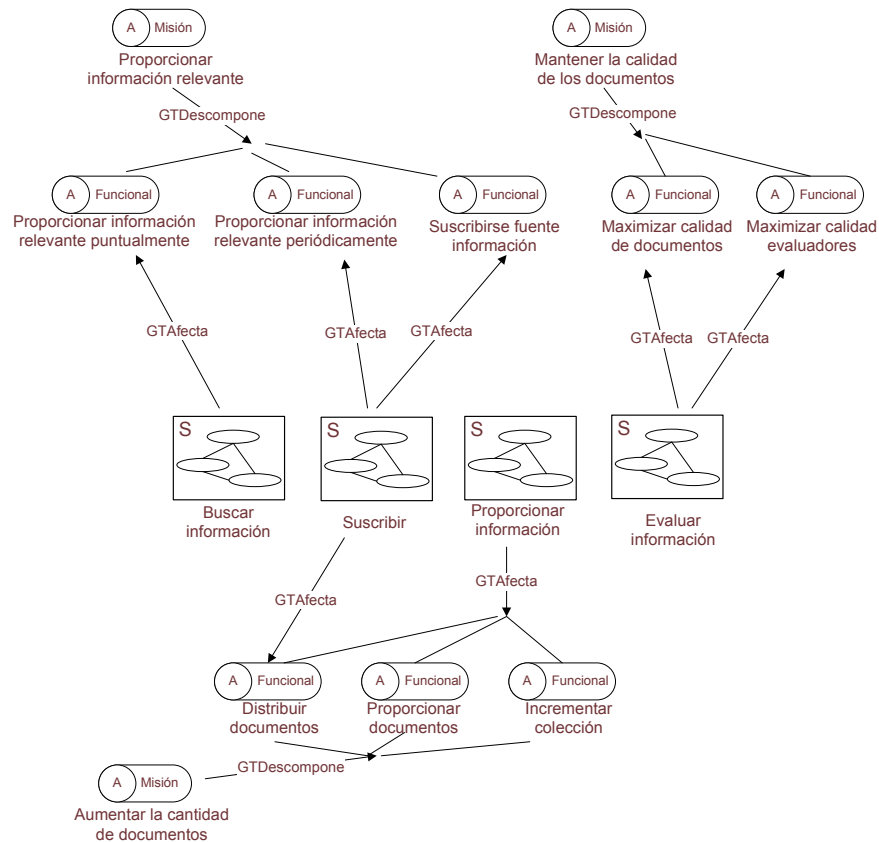 A Misión
Proporcionar
información relevante
A Misión
Mantener la calidad
de los documentos
GTDescompone
GTDescompone
A Funcional
Proporcionar información
relevante puntualmente
A Funcional
Proporcionar información
relevante periódicamente
A Funcional
Suscribirse fuente
información
A Funcional
Maximizar calidad
de documentos
A Funcional
Maximizar calidad
evaluadores
GTAfecta
GTAfecta
GTAfecta
GTAfecta
GTAfecta
S
Buscar
información
S
Suscribir
S
Proporcionar
información
S
Evaluar
información
GTAfecta
GTAfecta
A Funcional
Distribuir
documentos
A Funcional
Proporcionar
documentos
A Funcional
Incrementar
colección
GTDescompone
A Misión
Aumentar la cantidad
de documentos